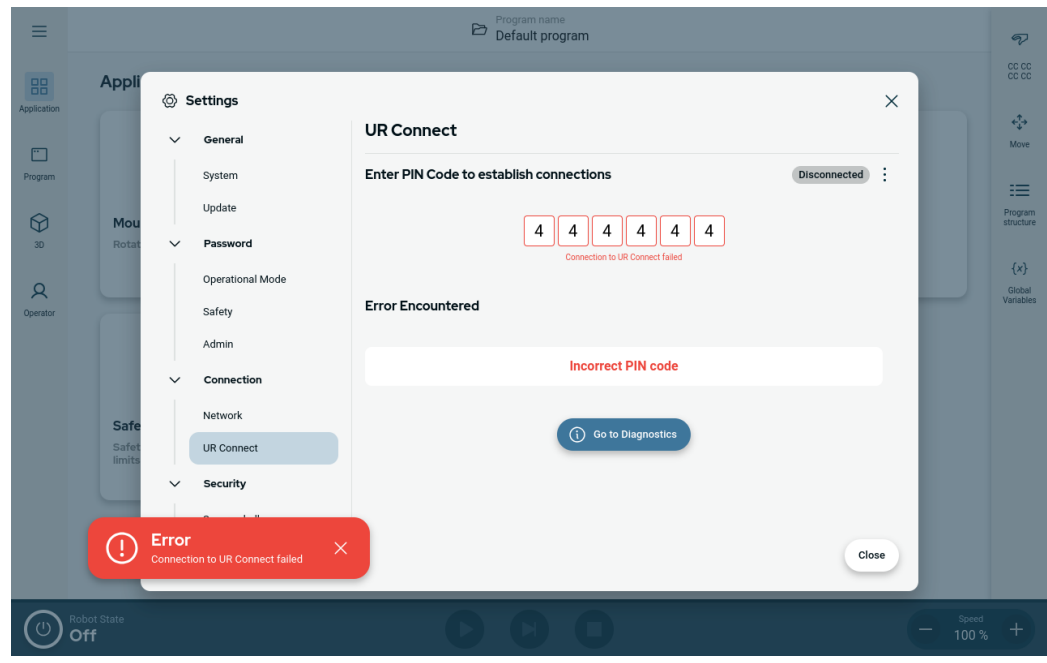 Program name
Default program
Application
Program
3D
Operator
Appli
Mou
Rotat
Safe
Safet
limits
Settings
General
System
Update
Password
Operational Mode
Safety
Admin
Connection
Network
UR Connect
Security
UR Connect
Enter PIN Code to establish connections
Disconnected
4 4 4 4 4 4
Connection to UR Connect failed
Error Encountered
Incorrect PIN code
Go to Diagnostics
Close
Error
Connection to UR Connect failed
CC CC
CC CC
Move
Program
structure
{x}
Global
Variables
Robot State
Off
Speed
100 %